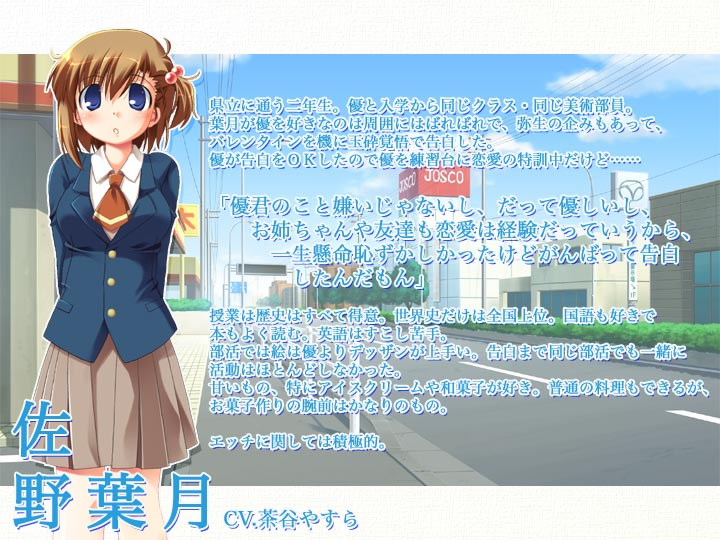 県立に通う二年生。優と入学から同じクラス・同じ美術部員。
葉月が優を好きなのは周囲にはばればれで、弥生の企みもあって、
バレンタインを機に玉砕覚悟で告白した。
優が告白をＯＫしたので優を練習台に恋愛の特訓中だけど……
「優君のこと嫌いじゃないし、だって優しいし、
お姉ちゃんや友達も恋愛は経験だっていうから、
一生懸命恥ずかしかったけどがんばって告白
したんだもん」
授業は歴史はすべて得意。世界史だけは全国上位。国語も好きで
本もよく読む。英語はすこし苦手。
部活では絵は優よりデッサンが上手い。告白まで同じ部活でも一緒に
活動はほとんどしなかった。
甘いもの、特にアイスクリームや和菓子が好き。普通の料理もできるが、
お菓子作りの腕前はかなりのもの。
エッチに関しては積極的。
JOSCO
JOSCO
佐
野葉月
CV.茶谷やすら